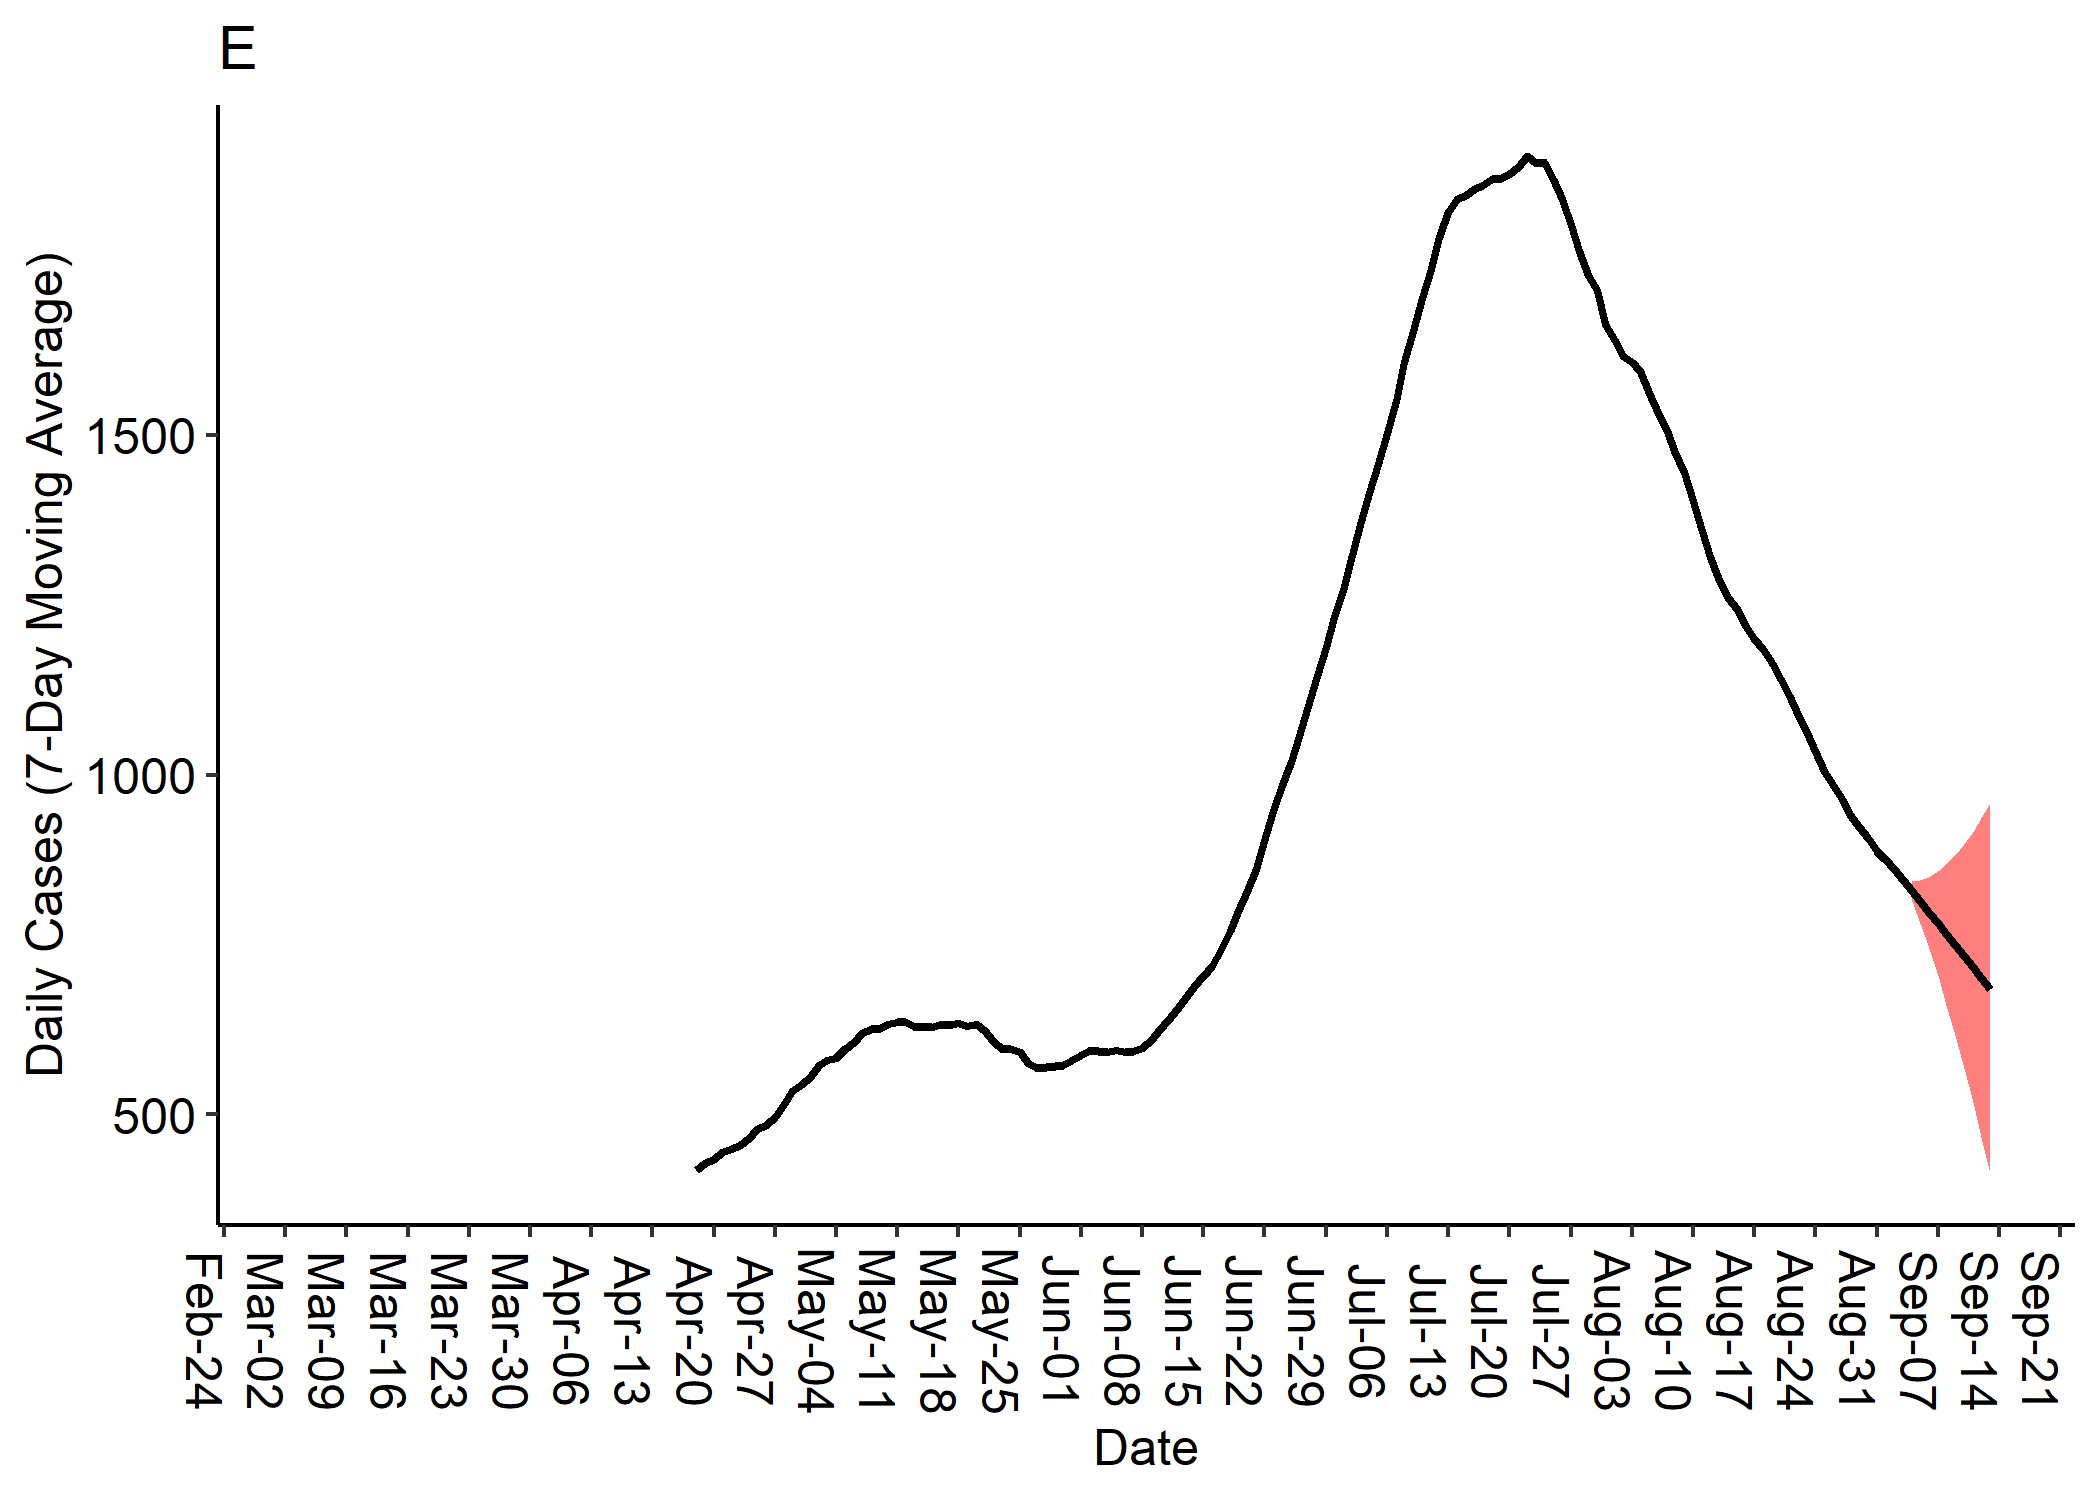 E
Daily Cases (7-Day Moving Average)
1500
1000
500
Feb-24
Mar-02
Mar-09
Mar-16
Mar-23
Mar-30
Apr-06
Apr-13
Apr-20
Apr-27
May-04
May-11
May-18
May-25
Jun-01
Jun-08
Jun-15
Jun-22
Jun-29
Jul-06
Jul-13
Jul-20
Jul-27
Aug-03
Aug-10
Aug-17
Aug-24
Aug-31
Sep-07
Sep-14
Sep-21
Date